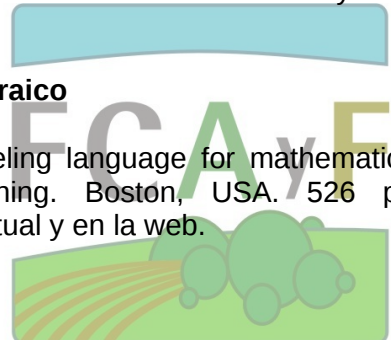 raico
FCAyF
eling language for mathematic
ning. Boston, USA. 526 p
tual y en la web.